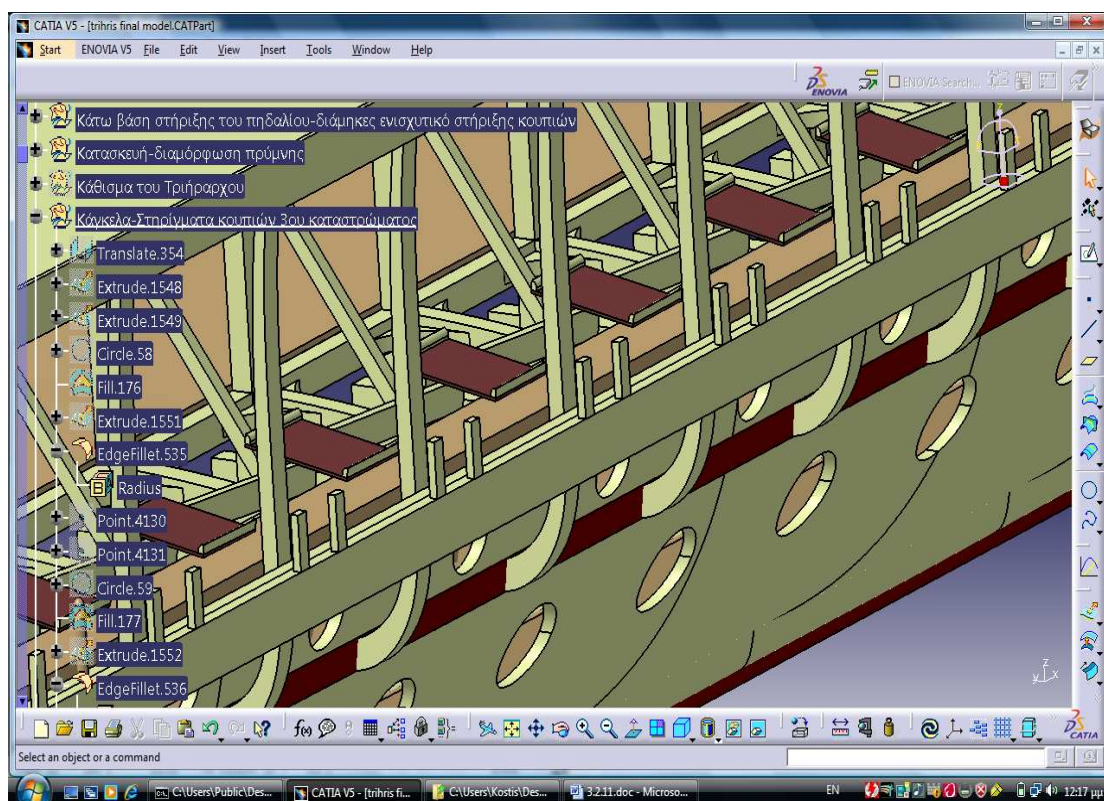 CATIA V5 - [trihris final model.CATPart]
Start ENOVIA V5 File Edit View Insert Tools Window Help
ENOVIA ENOVIA Search...
Κάτω βάση στήριξης του πηδαλίου-διάμηκες ενισχυτικό στήριξης κουπιών
Κατασκευή-διαμόρφωση πρύμνης
Κάθισμα του Τριήραρχου
Κάγκελα-Στηρίγματα κουπιών 3ου καταστρώματος
Translate.354
Extrude.1548
Extrude.1549
Circle.58
Fill.176
Extrude.1551
EdgeFillet.535
Radius
Point.4130
Point.4131
Circle.59
Fill.177
Extrude.1552
EdgeFillet.536
z
z
y x
f(x)
CATIA
Select an object or a command
C:\Users\Public\Des...
CATIA V5 - [trihris fi...
C:\Users\Kostis\Des...
3.2.11.doc - Microso...
EN
12:17 μμ